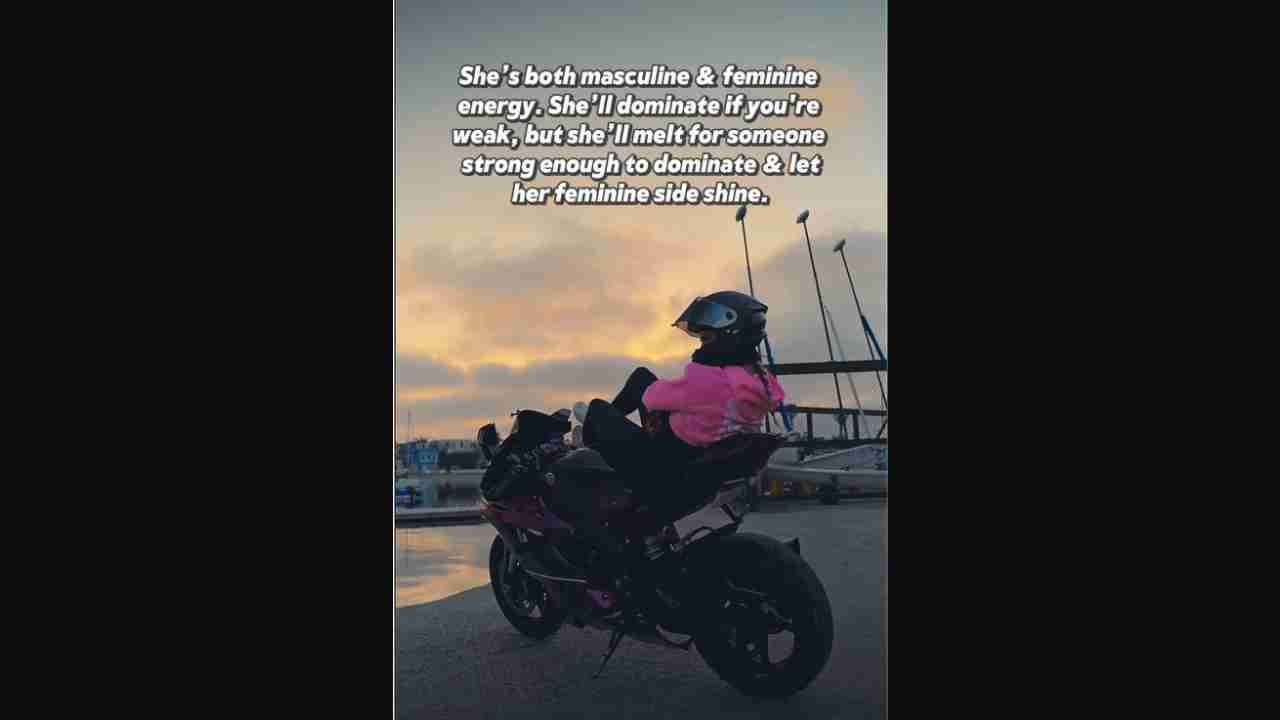 She's both masculine & feminine
energy. She'll dominate if you're
weak, but she'll melt for someone
strong enough to dominate & let
her feminine side shine.